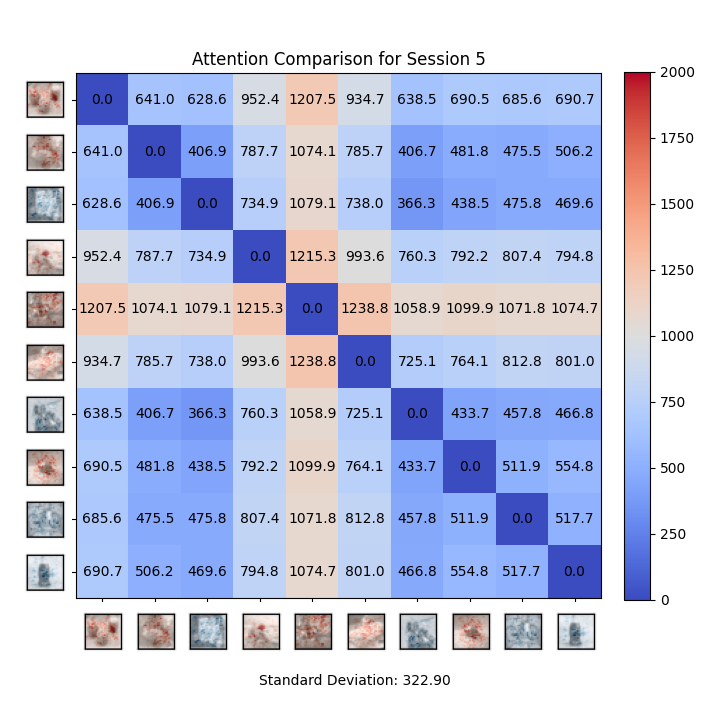 Attention Comparison for Session 5
0.0 641.0 628.6 952.4 1207.5 934.7 638.5 690.5 685.6 690.7
641.0 0.0 406.9 787.7 1074.1 785.7 406.7 481.8 475.5 506.2
628.6 406.9 0.0 734.9 1079.1 738.0 366.3 438.5 475.8 469.6
952.4 787.7 734.9 0.0 1215.3 993.6 760.3 792.2 807.4 794.8
1207.5 1074.1 1079.1 1215.3 0.0 1238.8 1058.9 1099.9 1071.8 1074.7
934.7 785.7 738.0 993.6 1238.8 0.0 725.1 764.1 812.8 801.0
638.5 406.7 366.3 760.3 1058.9 725.1 0.0 433.7 457.8 466.8
690.5 481.8 438.5 792.2 1099.9 764.1 433.7 0.0 511.9 554.8
685.6 475.5 475.8 807.4 1071.8 812.8 457.8 511.9 0.0 517.7
690.7 506.2 469.6 794.8 1074.7 801.0 466.8 554.8 517.7 0.0
2000
1750
1500
1250
1000
750
500
250
0
Standard Deviation: 322.90